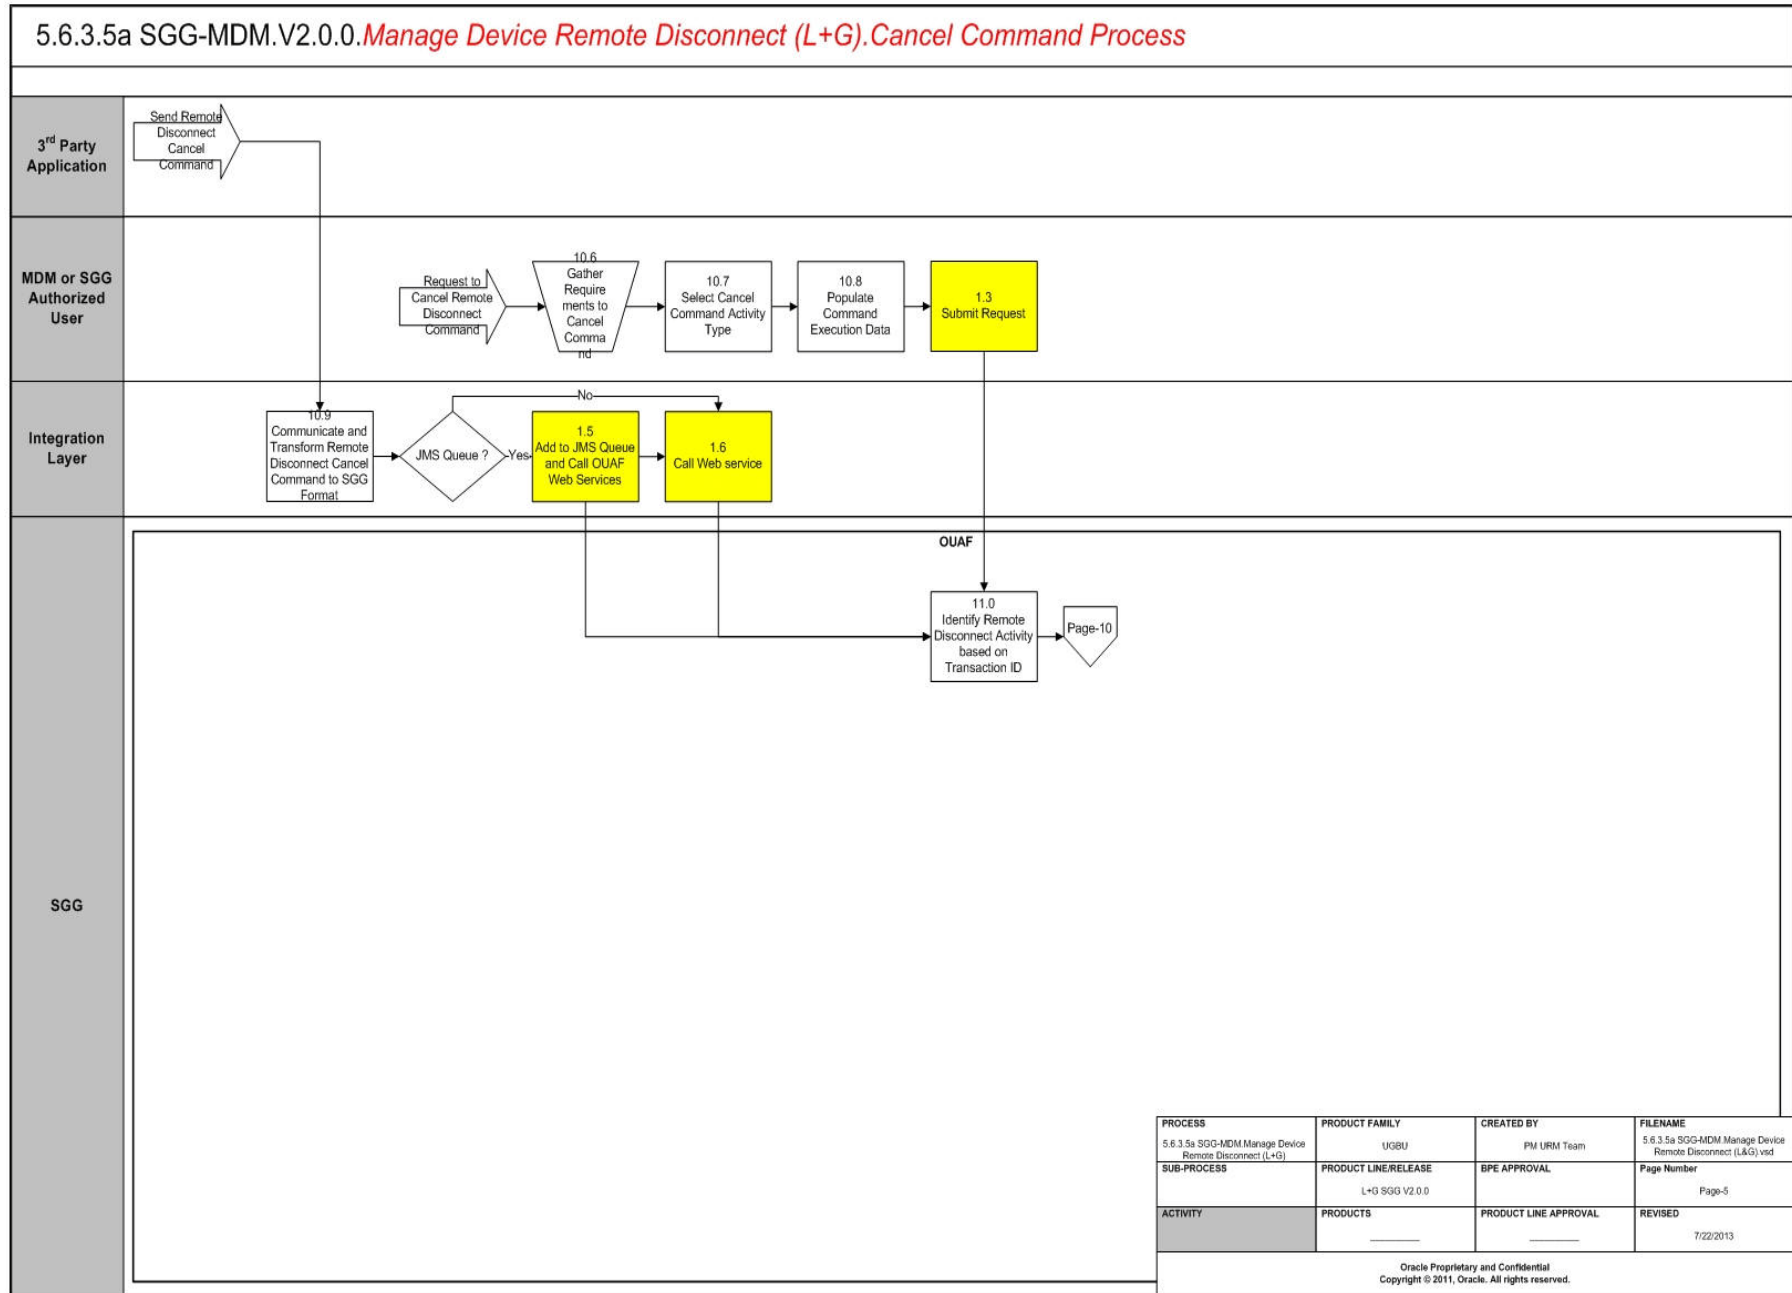 5.6.3.5a SGG-MDM.V2.0.0.Manage Device Remote Disconnect (L+G).Cancel Command Process
3rd Party
Application
Send Remote
Disconnect
Cancel
Command
MDM or SGG
Authorized
User
Request to
Cancel Remote
Disconnect
Command
10.6
Gather
Require
ments to
Cancel
Comma
nd
10.7
Select Cancel
Command Activity
Type
10.8
Populate
Command
Execution Data
1.3
Submit Request
Integration
Layer
10.9
Communicate and
Transform Remote
Disconnect Cancel
Command to SGG
Format
JMS Queue ?
Yes
No
1.5
Add to JMS Queue
and Call OUAF
Web Services
1.6
Call Web service
SGG
OUAF
11.0
Identify Remote
Disconnect Activity
based on
Transaction ID
Page-10
PROCESS
5.6.3.5a SGG-MDM.Manage Device
Remote Disconnect (L+G)
PRODUCT FAMILY
UGBU
CREATED BY
PM URM Team
FILENAME
5.6.3.5a SGG-MDM.Manage Device
Remote Disconnect (L&G).vsd
SUB-PROCESS
PRODUCT LINE/RELEASE
L+G SGG V2.0.0
BPE APPROVAL
Page Number
Page-5
ACTIVITY
PRODUCTS
PRODUCT LINE APPROVAL
REVISED
7/22/2013
Oracle Proprietary and Confidential
Copyright © 2011, Oracle. All rights reserved.